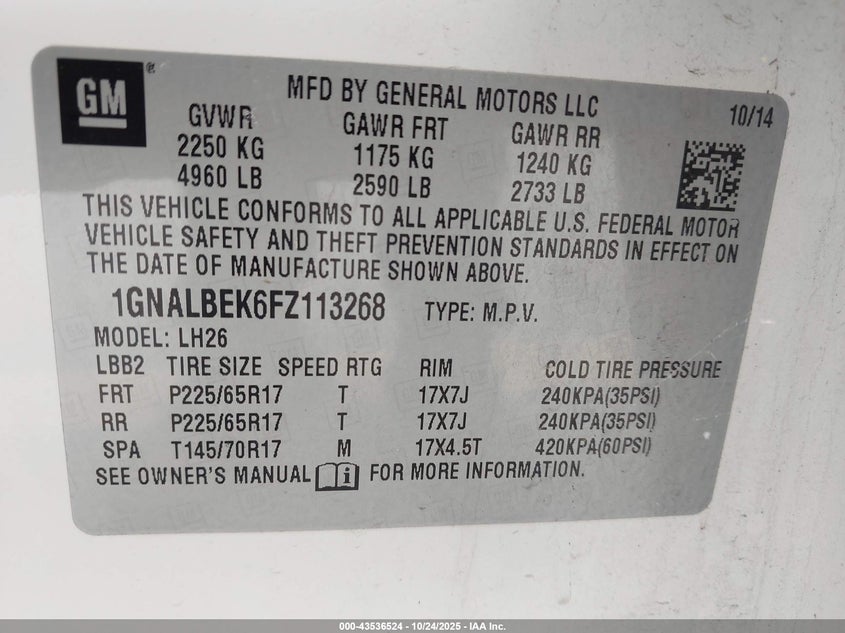 GM®
MFD BY GENERAL MOTORS LLC 10/14
GVWR GAWR FRT GAWR RR
2250 KG 1175 KG 1240 KG
4960 LB 2590 LB 2733 LB
THIS VEHICLE CONFORMS TO ALL APPLICABLE U.S. FEDERAL MOTOR
VEHICLE SAFETY AND THEFT PREVENTION STANDARDS IN EFFECT ON
THE DATE OF MANUFACTURE SHOWN ABOVE.
1GNALBEK6FZ113268 TYPE: M.P.V.
MODEL: LH26
LBB2 TIRE SIZE SPEED RTG RIM COLD TIRE PRESSURE
FRT P225/65R17 T 17X7J 240KPA(35PSI)
RR P225/65R17 T 17X7J 240KPA(35PSI)
SPA T145/70R17 M 17X4.5T 420KPA(60PSI)
SEE OWNER'S MANUAL i FOR MORE INFORMATION.
000-43536524 | 10/24/2025 - IAA Inc.